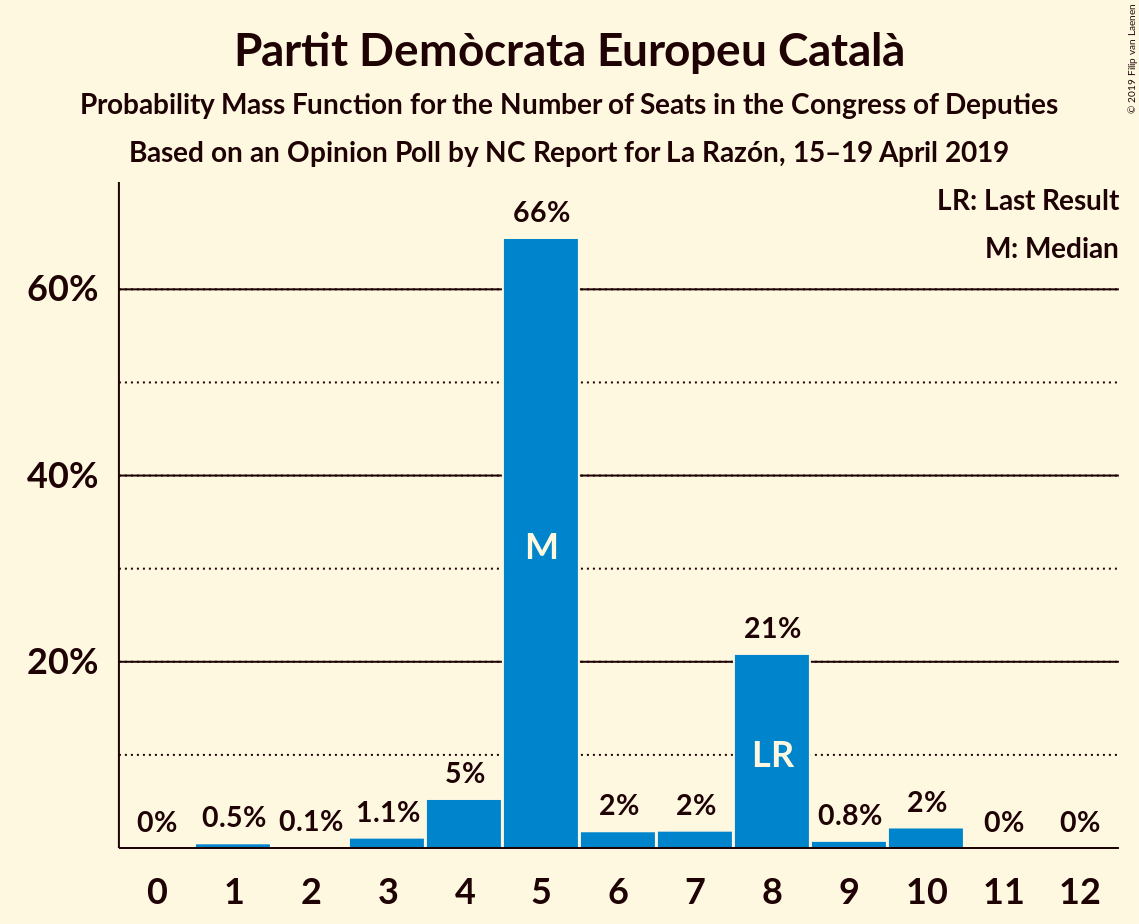 Partit Demòcrata Europeu Català
Probability Mass Function for the Number of Seats in the Congress of Deputies
Based on an Opinion Poll by NC Report for La Razón, 15–19 April 2019
© 2019 Filip van Laenen
LR: Last Result
M: Median
60%
40%
20%
0%
0.5%
0.1%
1.1%
5%
66%
2%
2%
21%
0.8%
2%
0%
0%
M
LR
0 1 2 3 4 5 6 7 8 9 10 11 12